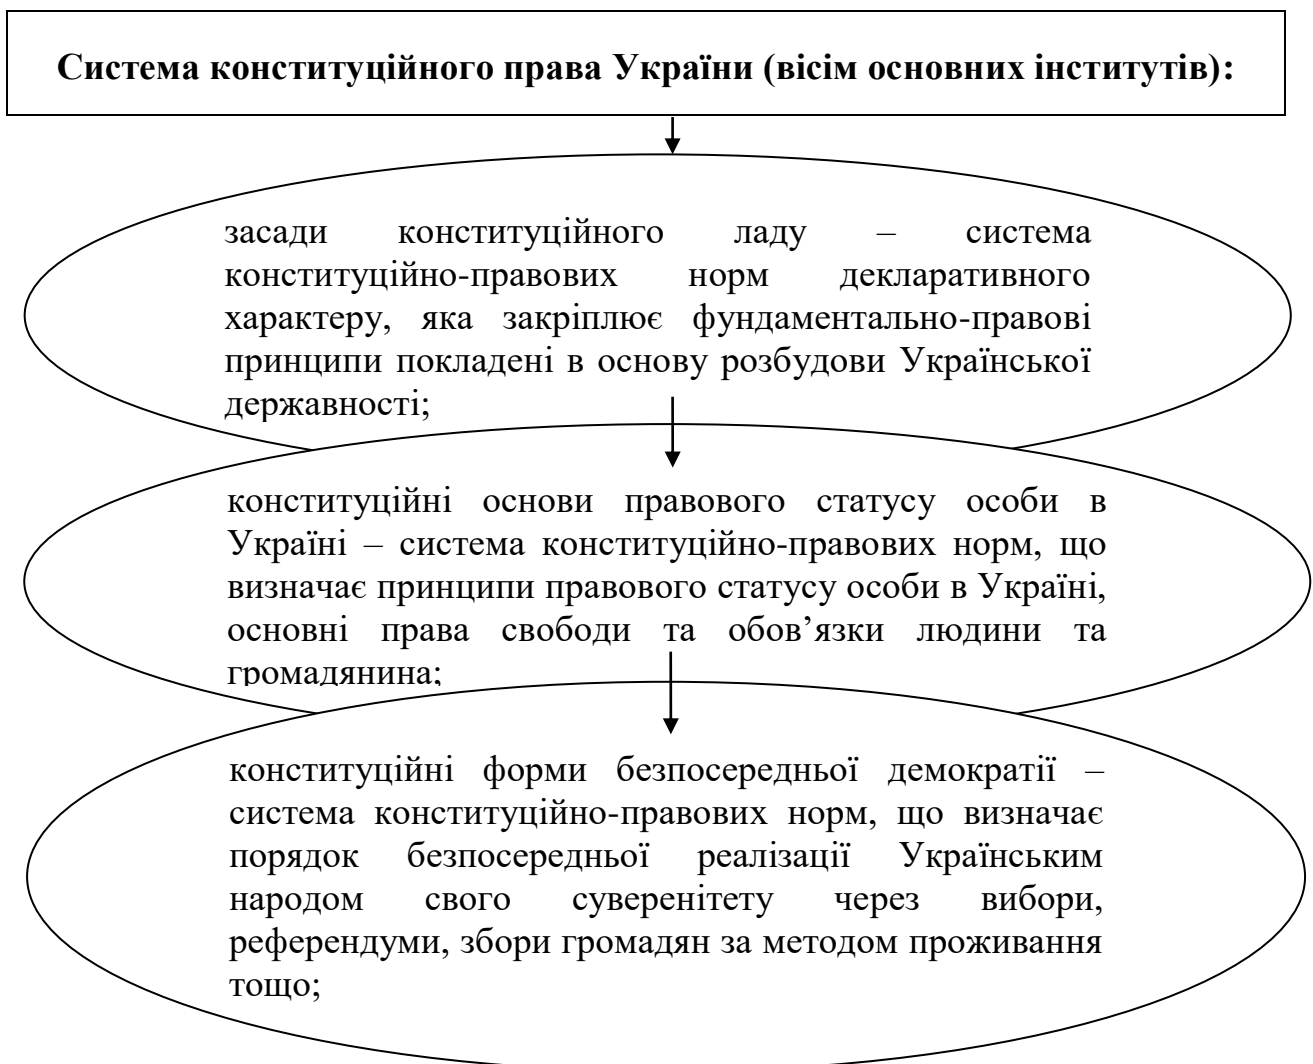 Система конституційного права України (вісім основних інститутів):
засади конституційного ладу – система
конституційно-правових норм декларативного
характеру, яка закріплює фундаментально-правові
принципи покладені в основу розбудови Української
державності;
конституційні основи правового статусу особи в
Україні – система конституційно-правових норм, що
визначає принципи правового статусу особи в Україні,
основні права свободи та обов’язки людини та
громадянина;
конституційні форми безпосередньої демократії –
система конституційно-правових норм, що визначає
порядок безпосередньої реалізації Українським
народом свого суверенітету через вибори,
референдуми, збори громадян за методом проживання
тощо;